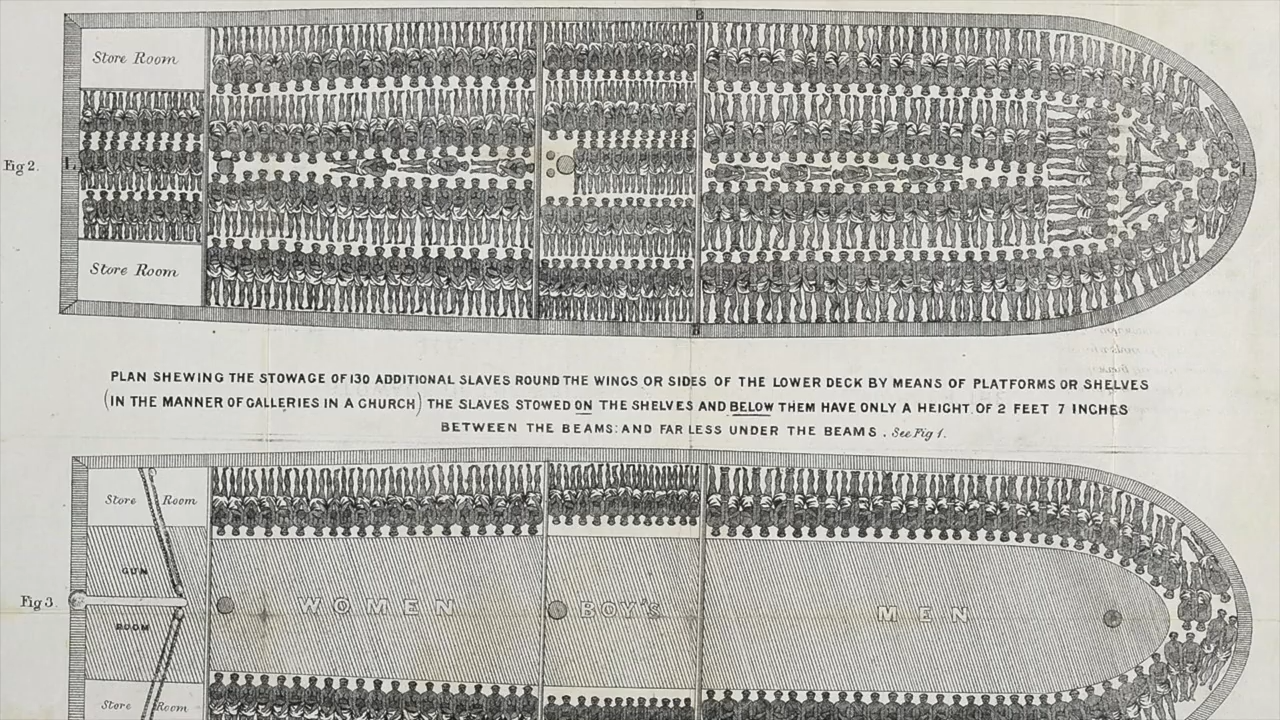 B
Store Room
Fig 2.
Store Room
B
PLAN SHEWING THE STOWAGE OF 130 ADDITIONAL SLAVES ROUND THE WINGS OR SIDES OF THE LOWER DECK BY MEANS OF PLATFORMS OR SHELVES
(IN THE MANNER OF GALLERIES IN A CHURCH) THE SLAVES STOWED ON THE SHELVES AND BELOW THEM HAVE ONLY A HEIGHT OF 2 FEET 7 INCHES
BETWEEN THE BEAMS: AND FAR LESS UNDER THE BEAMS. See Fig 1.
Store Room
GUN
Fig 3.
WOMEN
BOY'S
MEN
ROOM
Store Room